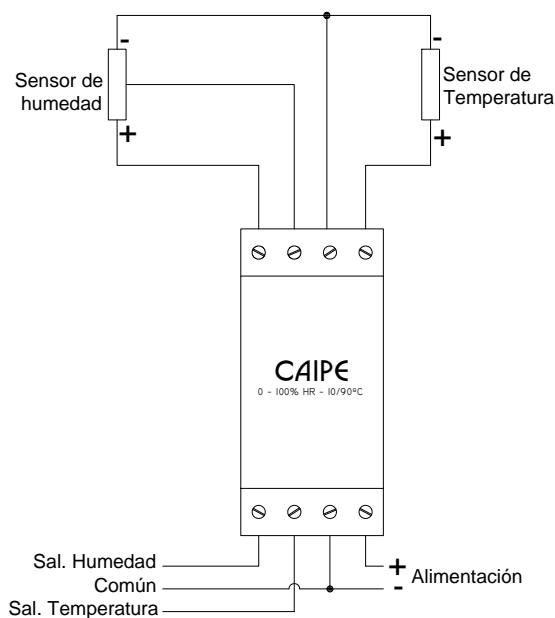 -
-
Sensor de
humedad
Sensor de
Temperatura
+
+
CAIPE
0 - 100% HR - 10/90ºC
Sal. Humedad
Común
Sal. Temperatura
+
-
Alimentación